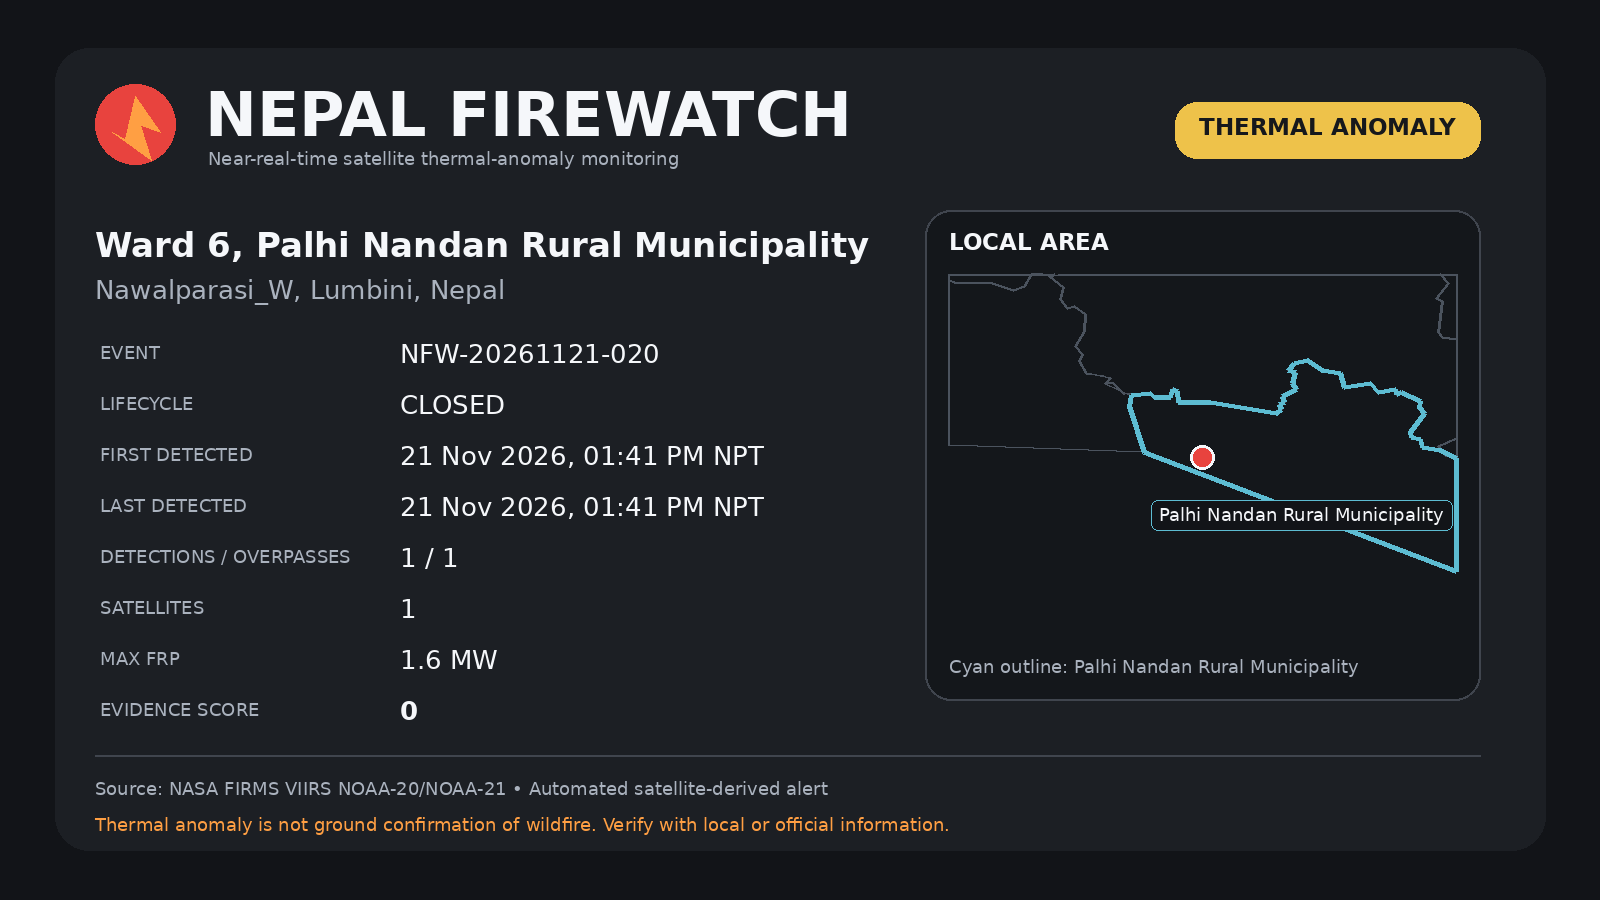 NEPAL FIREWATCH
Near-real-time satellite thermal-anomaly monitoring
THERMAL ANOMALY
Ward 6, Palhi Nandan Rural Municipality
Nawalparasi_W, Lumbini, Nepal
EVENT NFW-20261121-020
LIFECYCLE CLOSED
FIRST DETECTED 21 Nov 2026, 01:41 PM NPT
LAST DETECTED 21 Nov 2026, 01:41 PM NPT
DETECTIONS / OVERPASSES 1 / 1
SATELLITES 1
MAX FRP 1.6 MW
EVIDENCE SCORE 0
LOCAL AREA
Palhi Nandan Rural Municipality
Cyan outline: Palhi Nandan Rural Municipality
Source: NASA FIRMS VIIRS NOAA-20/NOAA-21 • Automated satellite-derived alert
Thermal anomaly is not ground confirmation of wildfire. Verify with local or official information.